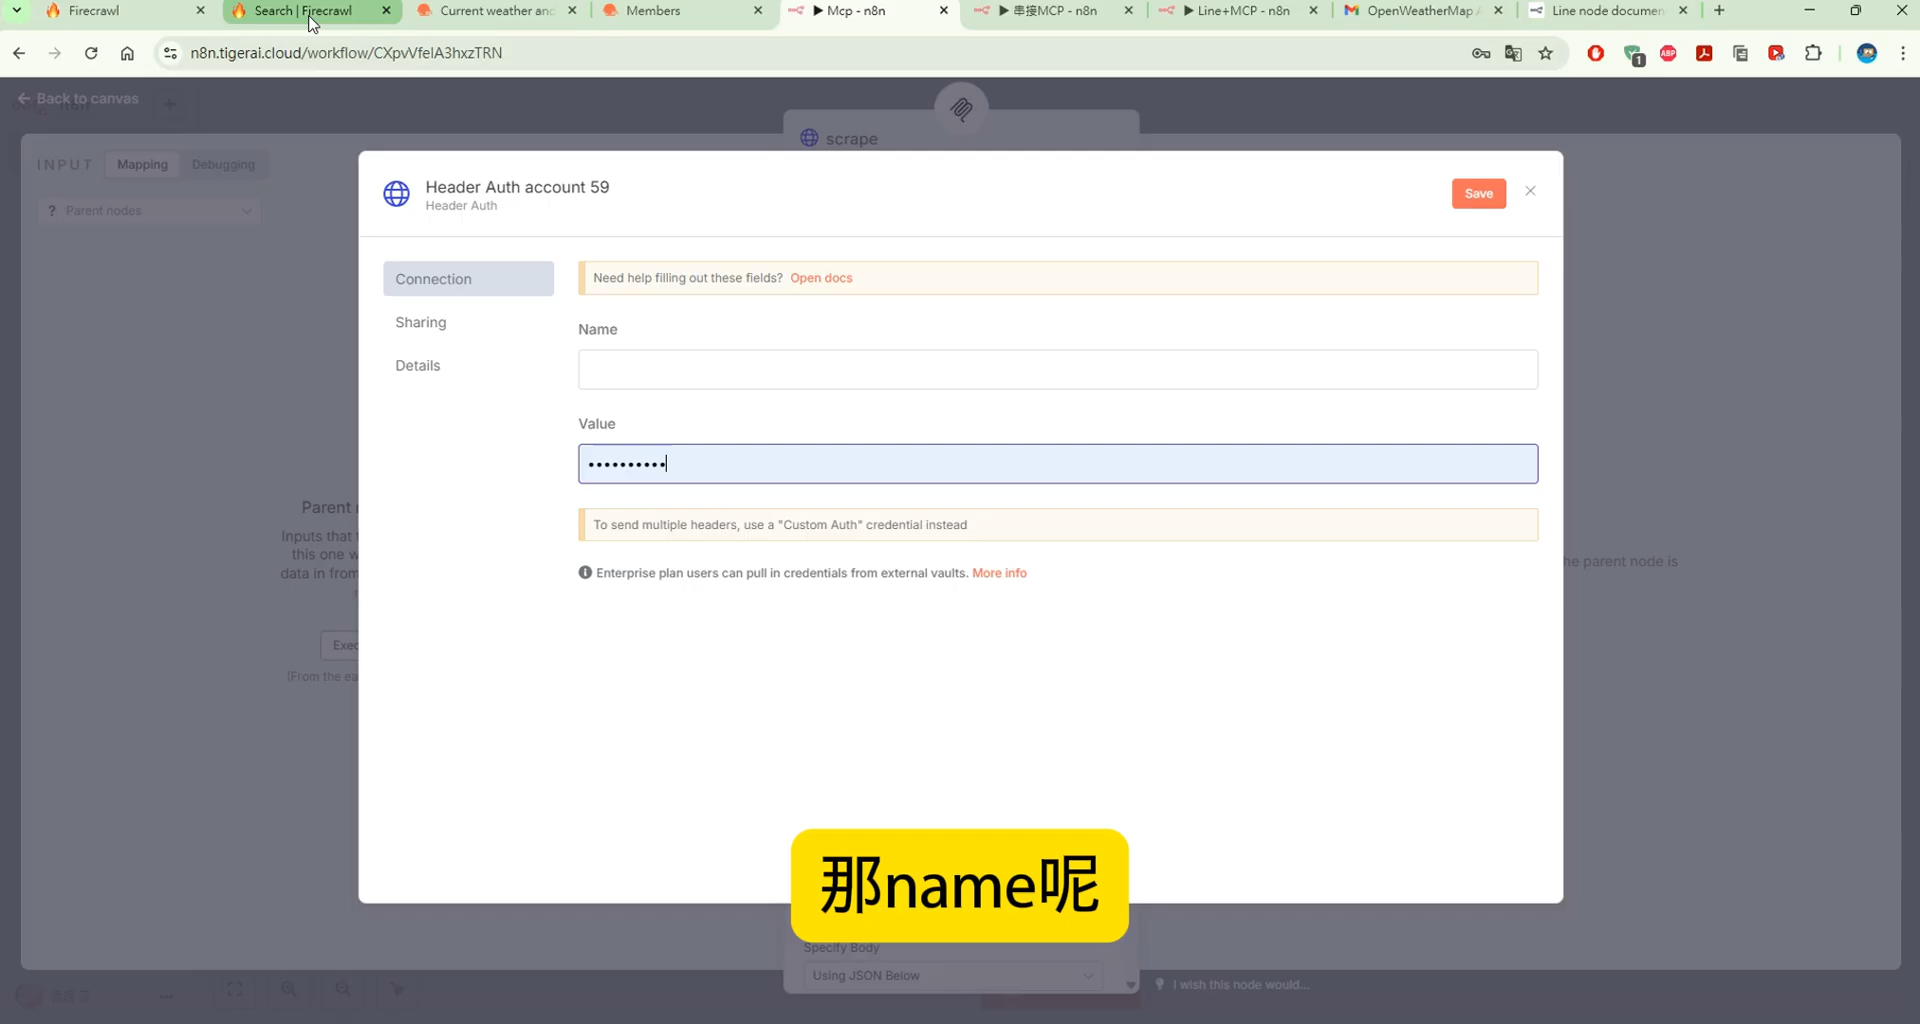 Firecrawl
Search | Firecrawl
Current weather and
Members
▶ Mcp - n8n
▶ 串接MCP - n8n
▶ Line+MCP - n8n
OpenWeatherMap
Line node documen
n8n.tigerai.cloud/workflow/CXpvVfelA3hxzTRN
1
ABP
Back to canvas
scrape
INPUT
Mapping
Debugging
? Parent nodes
Header Auth account 59
Header Auth
Save
Connection
Sharing
Details
Need help filling out these fields? Open docs
Name
Value
••••••••••
To send multiple headers, use a "Custom Auth" credential instead
Enterprise plan users can pull in credentials from external vaults. More info
Parent
Inputs that
this one
data in from
Exec
(From the ea
he parent node is
那name呢
Specify Body
Using JSON Below
I wish this node would...